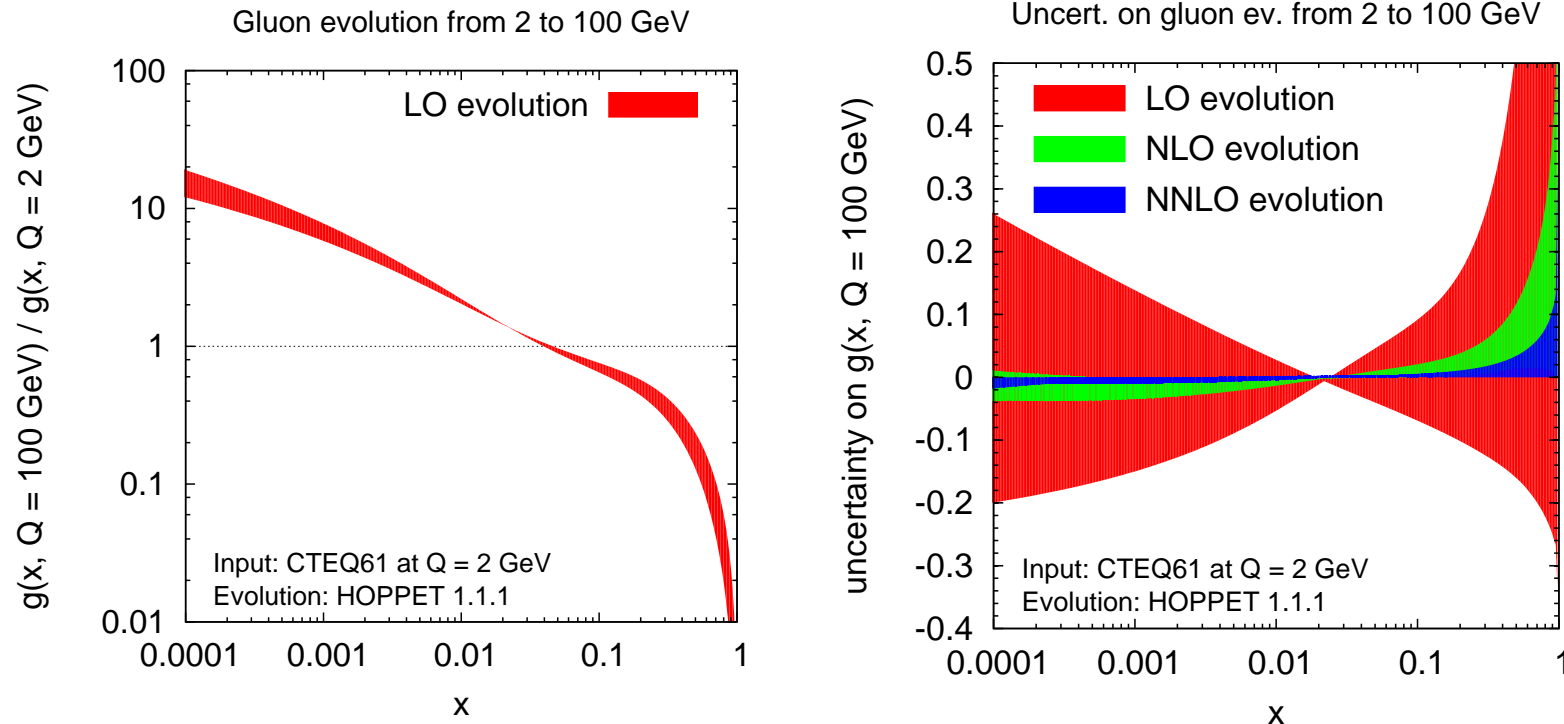 Gluon evolution from 2 to 100 GeV
g(x, Q = 100 GeV) / g(x, Q = 2 GeV)
100
10
1
0.1
0.01
LO evolution
Input: CTEQ61 at Q = 2 GeV
Evolution: HOPPET 1.1.1
0.0001 0.001 0.01 0.1 1
x
Uncert. on gluon ev. from 2 to 100 GeV
uncertainty on g(x, Q = 100 GeV)
0.5
0.4
0.3
0.2
0.1
0
-0.1
-0.2
-0.3
-0.4
LO evolution
NLO evolution
NNLO evolution
Input: CTEQ61 at Q = 2 GeV
Evolution: HOPPET 1.1.1
0.0001 0.001 0.01 0.1 1
x